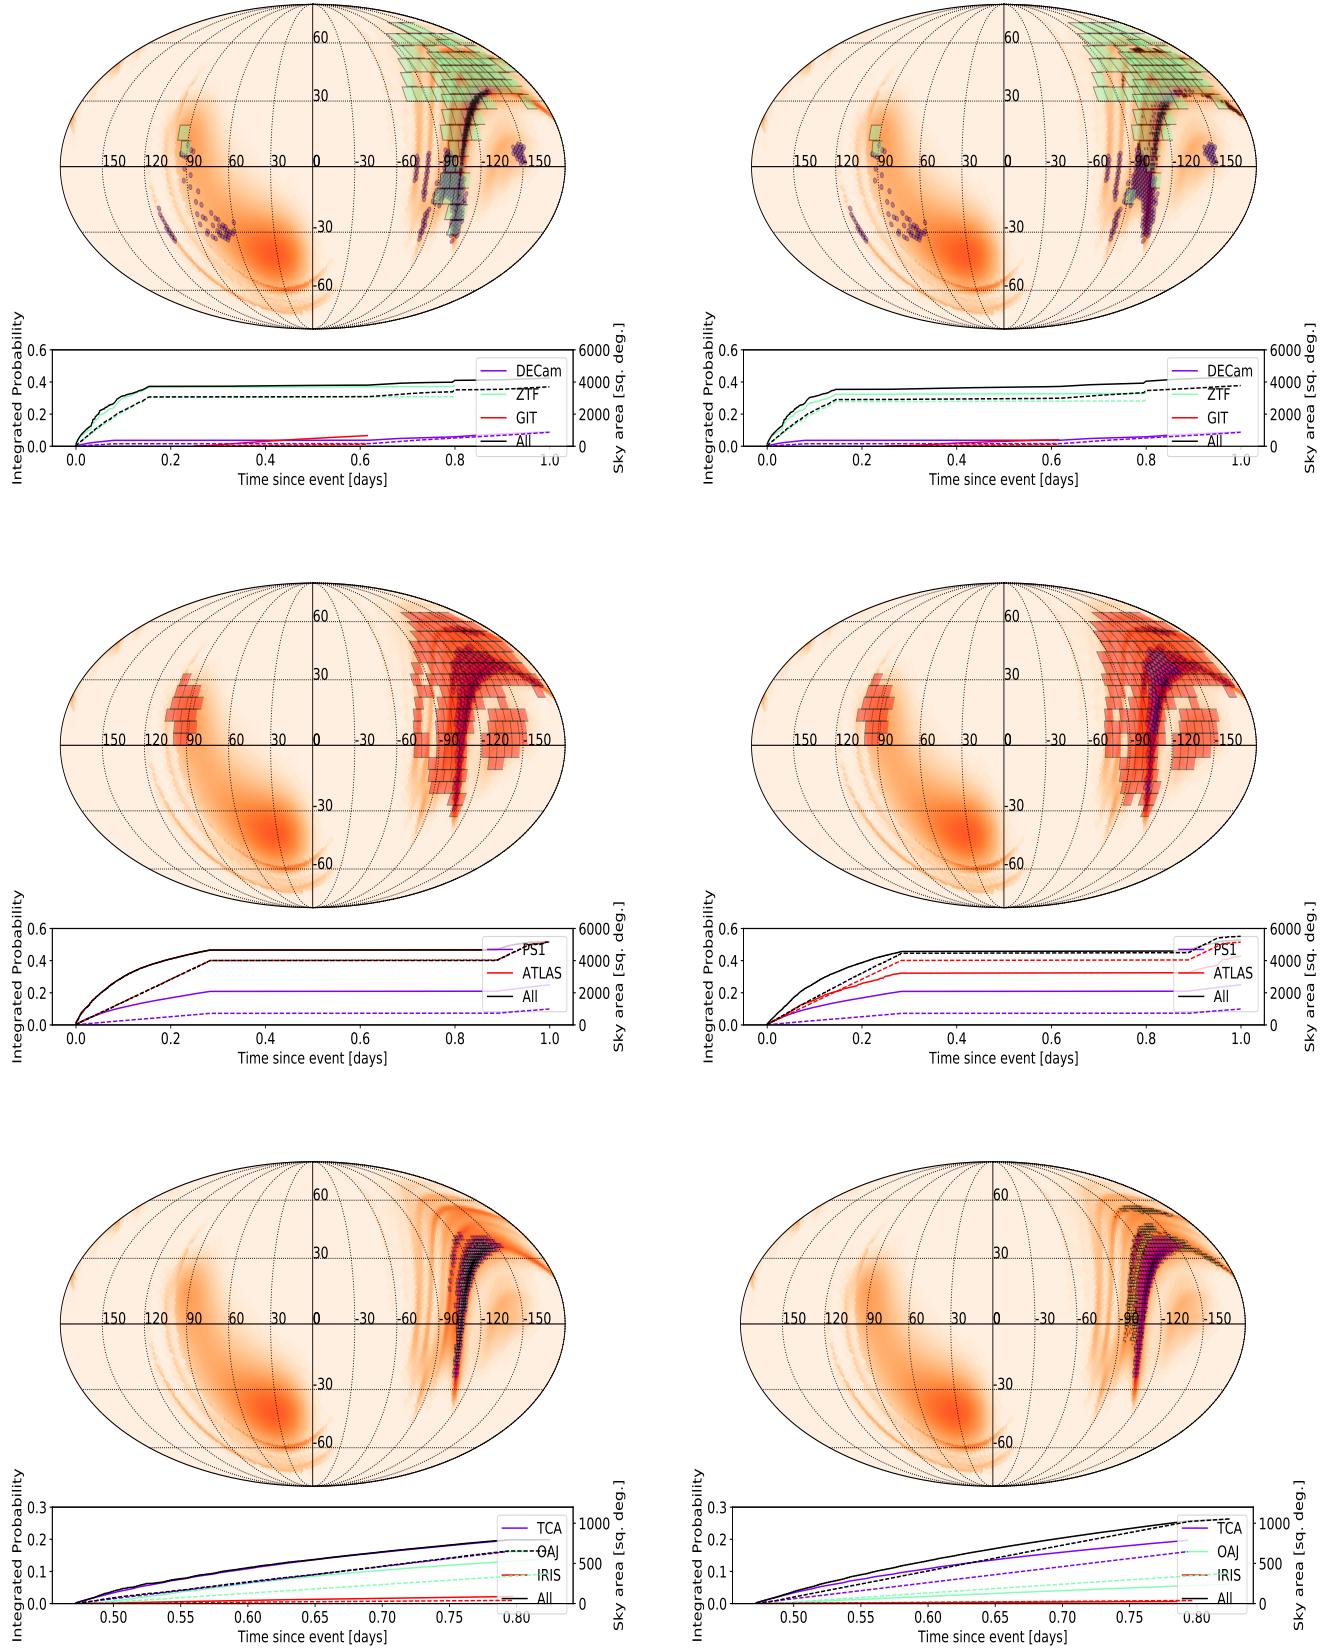 60 60
30 30
150 120 90 60 30 0 -30 -60 -90 -120 -150 150 120 90 60 30 0 -30 -60 -90 -120 -150
-30 -30
-60 -60
Integrated Probability 0.6 0.4 0.2 0.0 6000 4000 2000 0 Sky area [sq. deg.] Integrated Probability 0.6 0.4 0.2 0.0 6000 4000 2000 0 Sky area [sq. deg.]
DECam DECam
ZTF ZTF
GIT GIT
All All
0.0 0.2 0.4 0.6 0.8 1.0 0.0 0.2 0.4 0.6 0.8 1.0
Time since event [days] Time since event [days]
60 60
30 30
150 120 90 60 30 0 -30 -60 -90 -120 -150 150 120 90 60 30 0 -30 -60 -90 -120 -150
-30 -30
-60 -60
Integrated Probability 0.6 0.4 0.2 0.0 6000 4000 2000 0 Sky area [sq. deg.] Integrated Probability 0.6 0.4 0.2 0.0 6000 4000 2000 0 Sky area [sq. deg.]
PS1 PS1
ATLAS ATLAS
All All
0.0 0.2 0.4 0.6 0.8 1.0 0.0 0.2 0.4 0.6 0.8 1.0
Time since event [days] Time since event [days]
60 60
30 30
150 120 90 60 30 0 -30 -60 -90 -120 -150 150 120 90 60 30 0 -30 -60 -90 -120 -150
-30 -30
-60 -60
Integrated Probability 0.3 0.2 0.1 0.0 1000 500 0 Sky area [sq. deg.] Integrated Probability 0.3 0.2 0.1 0.0 1000 500 0 Sky area [sq. deg.]
TCA TCA
OAJ OAJ
IRIS IRIS
All All
0.50 0.55 0.60 0.65 0.70 0.75 0.80 0.50 0.55 0.60 0.65 0.70 0.75 0.80
Time since event [days] Time since event [days]